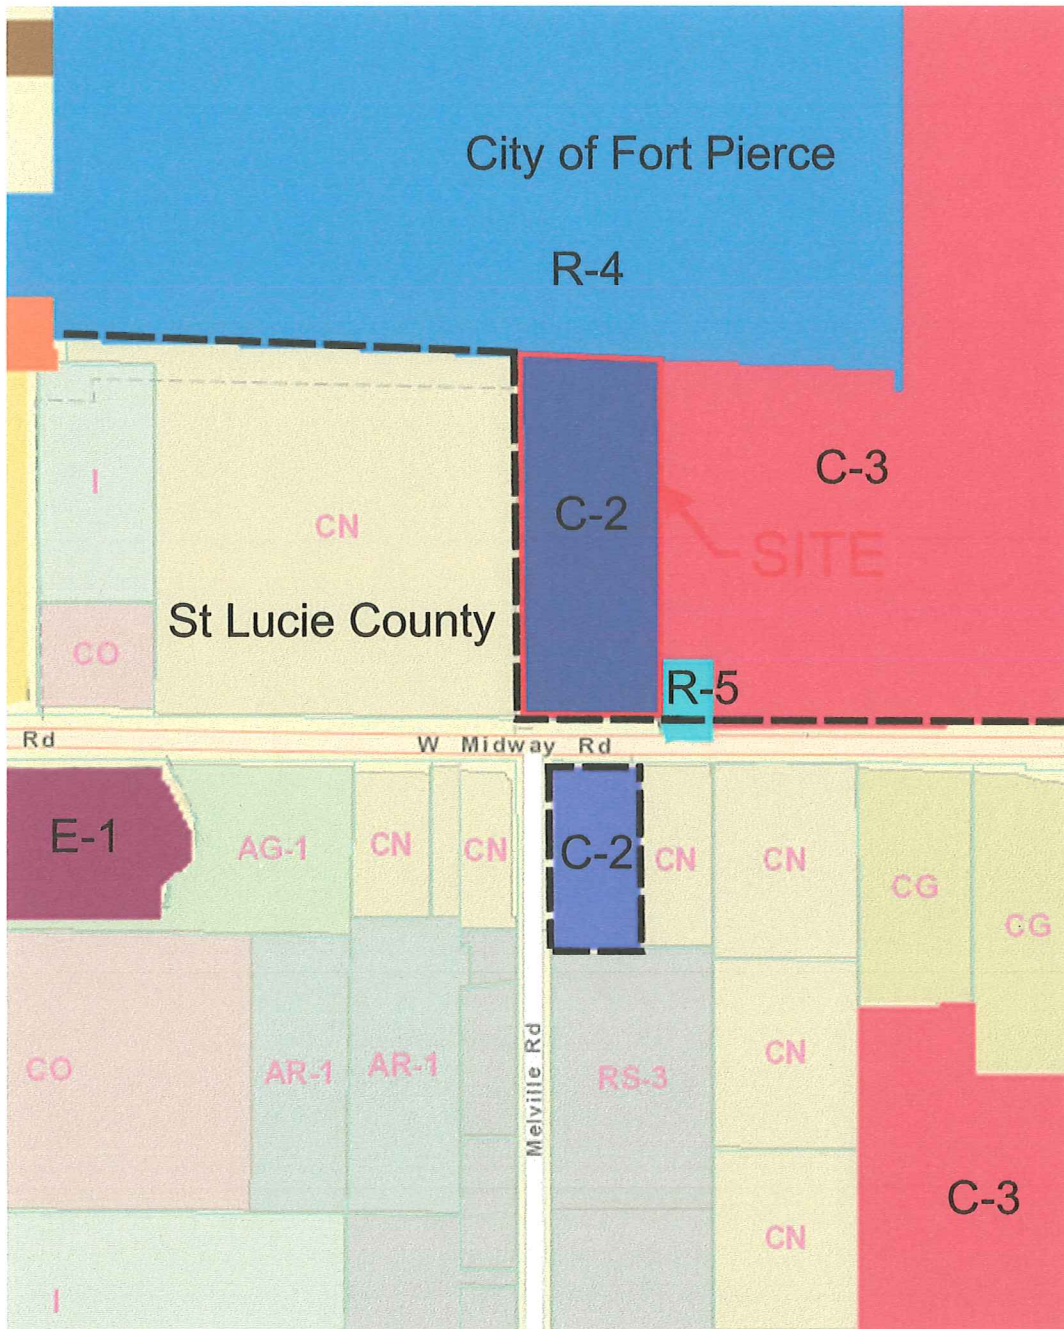 City of Fort Pierce
R-4
C-3
I
C-2
CN
SITE
St Lucie County
CO
R-5
Rd
W Midway Rd
E-1
AG-1
CN
CN
C-2
CN
CN
CG
CG
Melville Rd
CO
AR-1
AR-1
RS-3
CN
C-3
CN
I